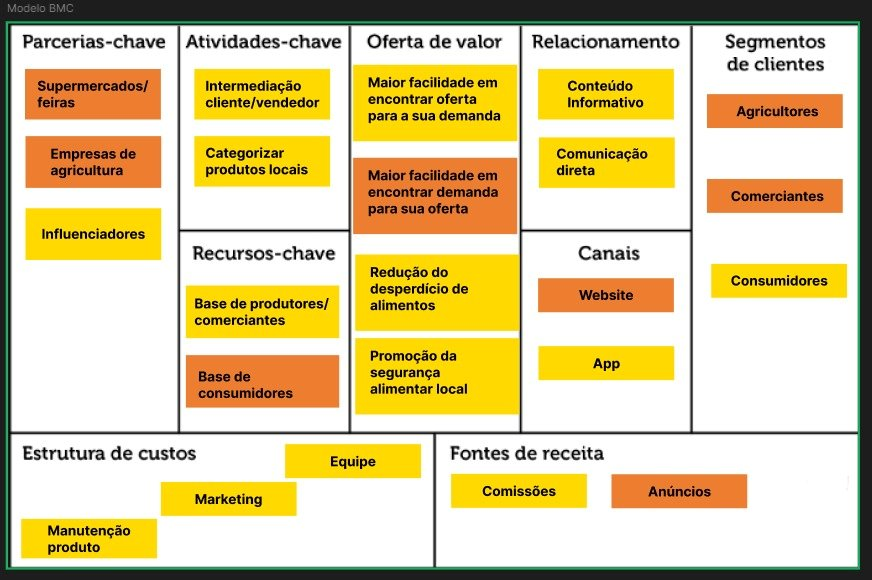 Modelo BMC
Parcerias-chave
Supermercados/
feiras
Empresas de
agricultura
Influenciadores
Atividades-chave
Intermediação
cliente/vendedor
Categorizar
produtos locais
Recursos-chave
Base de produtores/
comerciantes
Base de
consumidores
Oferta de valor
Maior facilidade em
encontrar oferta
para a sua demanda
Maior facilidade em
encontrar demanda
para sua oferta
Redução do
desperdício de
alimentos
Promoção da
segurança
alimentar local
Relacionamento
Conteúdo
Informativo
Comunicação
direta
Canais
Website
App
Segmentos
de clientes
Agricultores
Comerciantes
Consumidores
Estrutura de custos
Equipe
Marketing
Manutenção
produto
Fontes de receita
Comissões
Anúncios